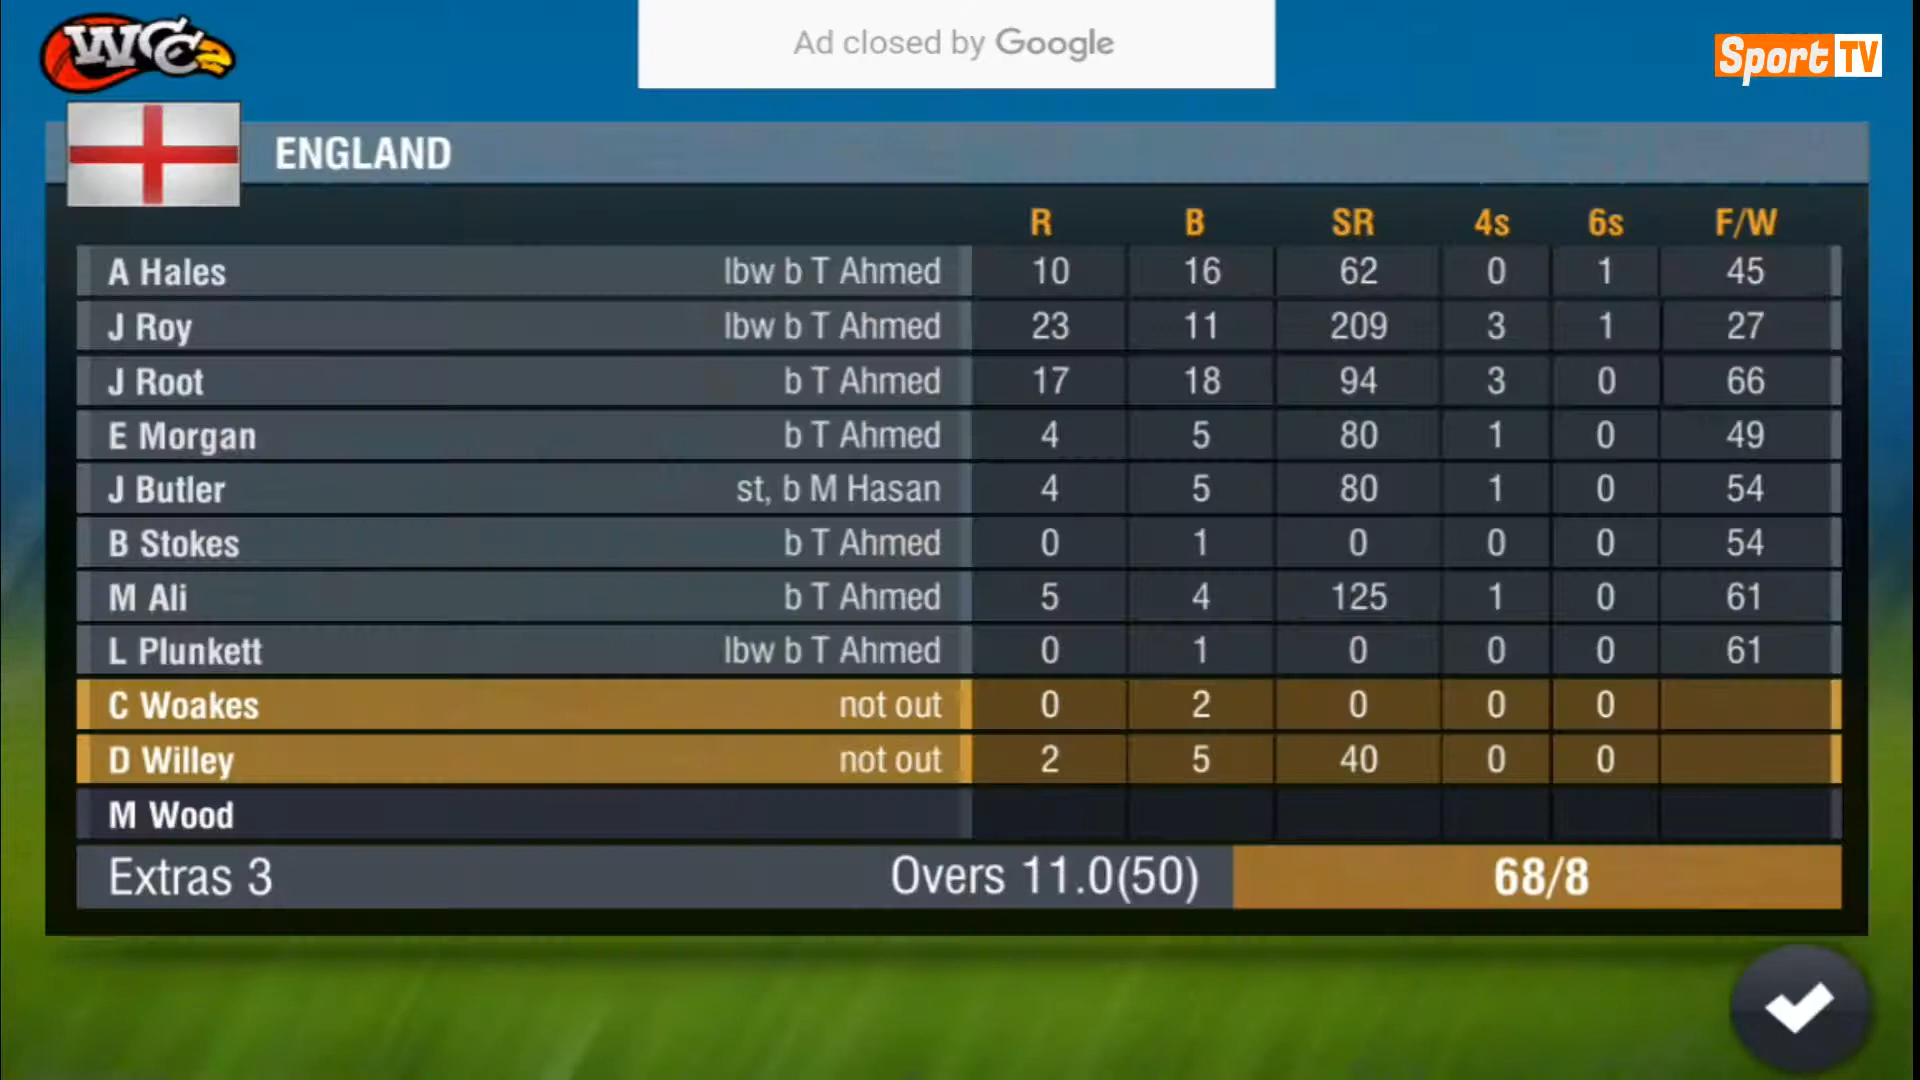 WCC
Ad closed by Google
Sport TV
ENGLAND
R B SR 4s 6s F/W
A Hales lbw b T Ahmed 10 16 62 0 1 45
J Roy lbw b T Ahmed 23 11 209 3 1 27
J Root b T Ahmed 17 18 94 3 0 66
E Morgan b T Ahmed 4 5 80 1 0 49
J Butler st, b M Hasan 4 5 80 1 0 54
B Stokes b T Ahmed 0 1 0 0 0 54
M Ali b T Ahmed 5 4 125 1 0 61
L Plunkett lbw b T Ahmed 0 1 0 0 0 61
C Woakes not out 0 2 0 0 0
D Willey not out 2 5 40 0 0
M Wood
Extras 3 Overs 11.0(50) 68/8